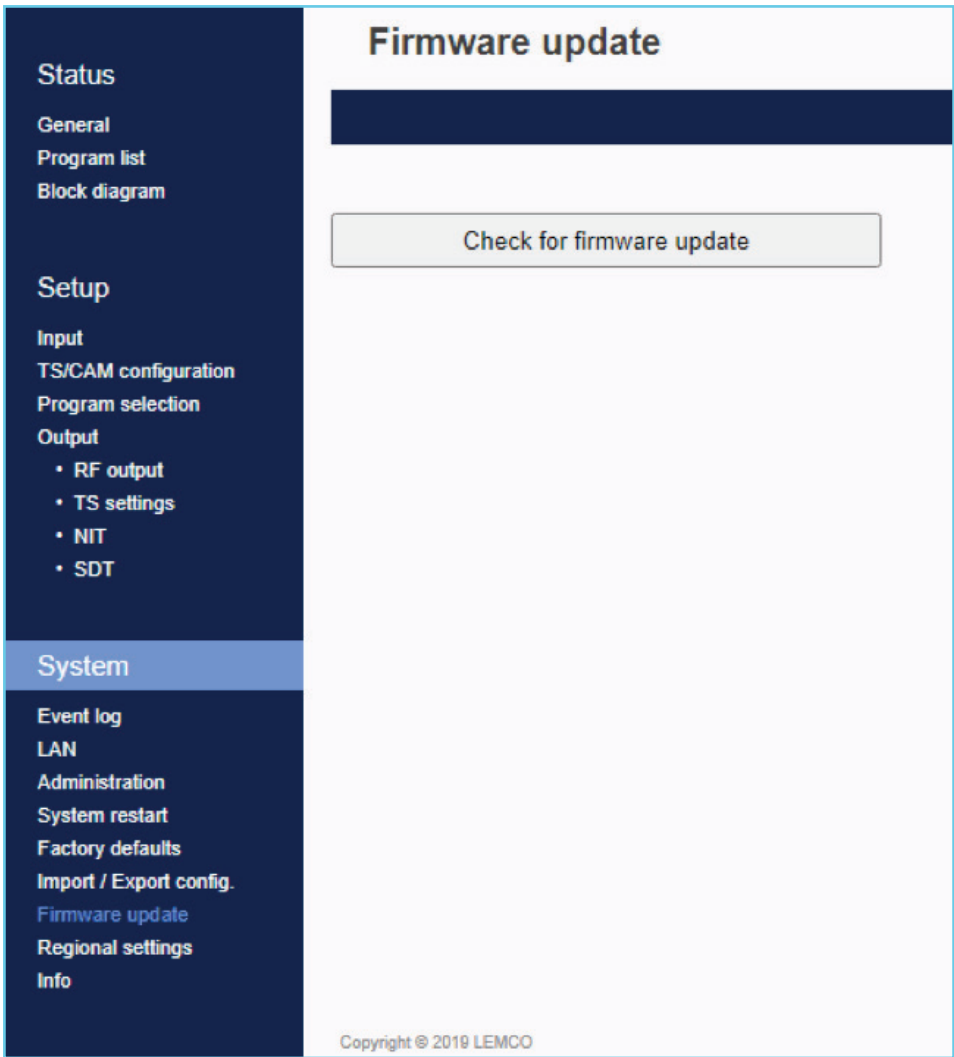 Status
General
Program list
Block diagram
Setup
Input
TS/CAM configuration
Program selection
Output
• RF output
• TS settings
• NIT
• SDT
System
Event log
LAN
Administration
System restart
Factory defaults
Import / Export config.
Firmware update
Regional settings
Info
Firmware update
Check for firmware update
Copyright © 2019 LEMCO